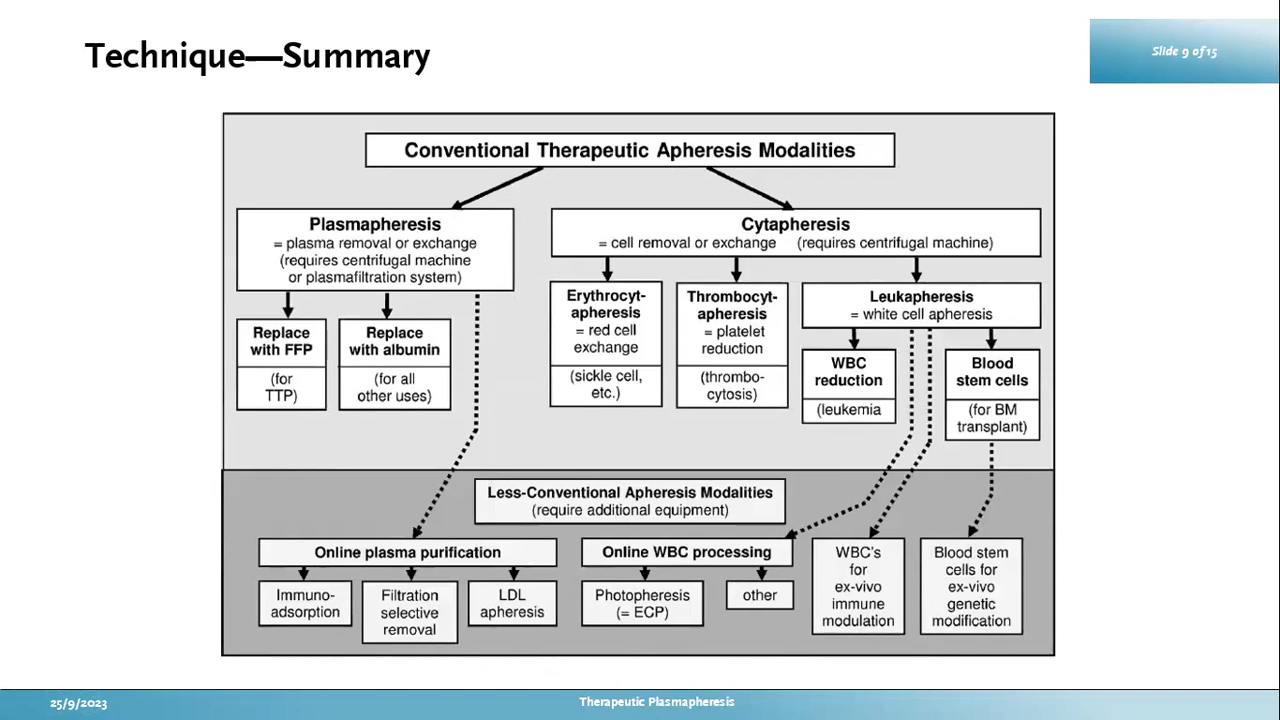 Technique—Summary
Slide 9 of 15
Conventional Therapeutic Apheresis Modalities
Plasmapheresis
= plasma removal or exchange
(requires centrifugal machine
or plasmafiltration system)
Cytapheresis
= cell removal or exchange (requires centrifugal machine)
Replace
with FFP
(for
TTP)
Replace
with albumin
(for all
other uses)
Erythrocyt-
apheresis
= red cell
exchange
(sickle cell,
etc.)
Thrombocyt-
apheresis
= platelet
reduction
(thrombo-
cytosis)
Leukapheresis
= white cell apheresis
WBC
reduction
(leukemia
Blood
stem cells
(for BM
transplant)
Less-Conventional Apheresis Modalities
(require additional equipment)
Online plasma purification
Immuno-
adsorption
Filtration
selective
removal
LDL
apheresis
Online WBC processing
Photopheresis
(= ECP)
other
WBC's
for
ex-vivo
immune
modulation
Blood stem
cells for
ex-vivo
genetic
modification
25/9/2023
Therapeutic Plasmapheresis